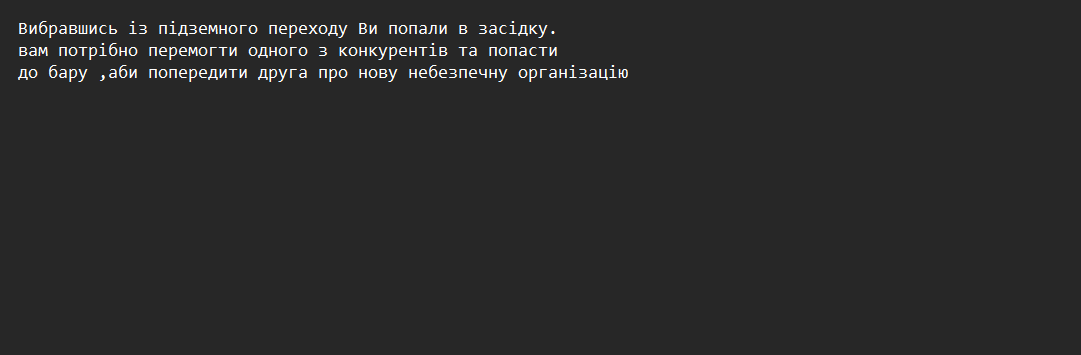 Вибравшись із підземного переходу Ви попали в засідку.
вам потрібно перемогти одного з конкурентів та попасти
до бару ,аби попередити друга про нову небезпечну організацію